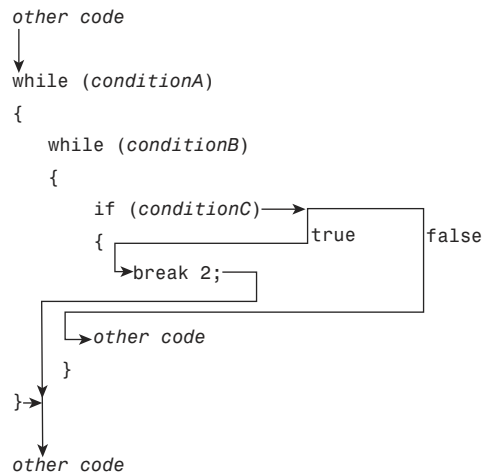 other code
while (conditionA)
{
while (conditionB)
{
if (conditionC)
{
true
false
break 2;
other code
}
}
other code